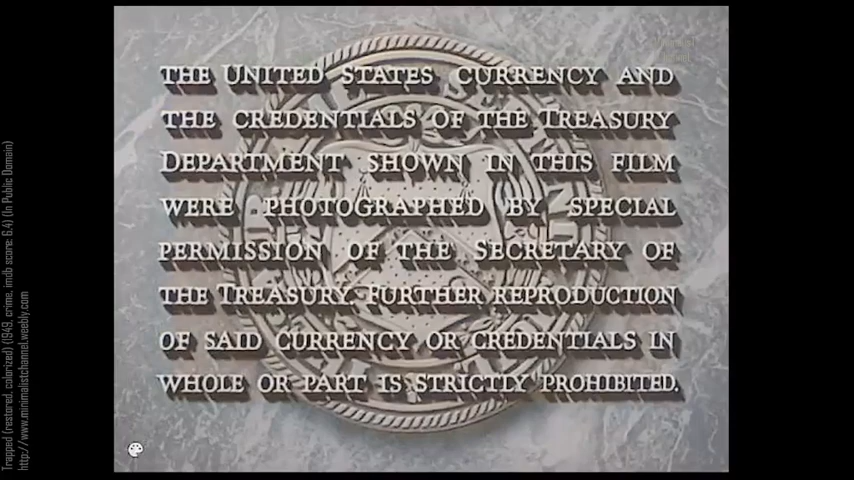 THE UNITED STATES CURRENCY AND
THE CREDENTIALS OF THE TREASURY
DEPARTMENT SHOWN IN THIS FILM
WERE PHOTOGRAPHED BY SPECIAL
PERMISSION OF THE SECRETARY OF
THE TREASURY. FURTHER REPRODUCTION
OF SAID CURRENCY OR CREDENTIALS IN
WHOLE OR PART IS STRICTLY PROHIBITED.
Trapped (restored, colorized) (1949, crime, imdb score: 6.4) (In Public Domain)
http://www.minimalistchannel.weebly.com